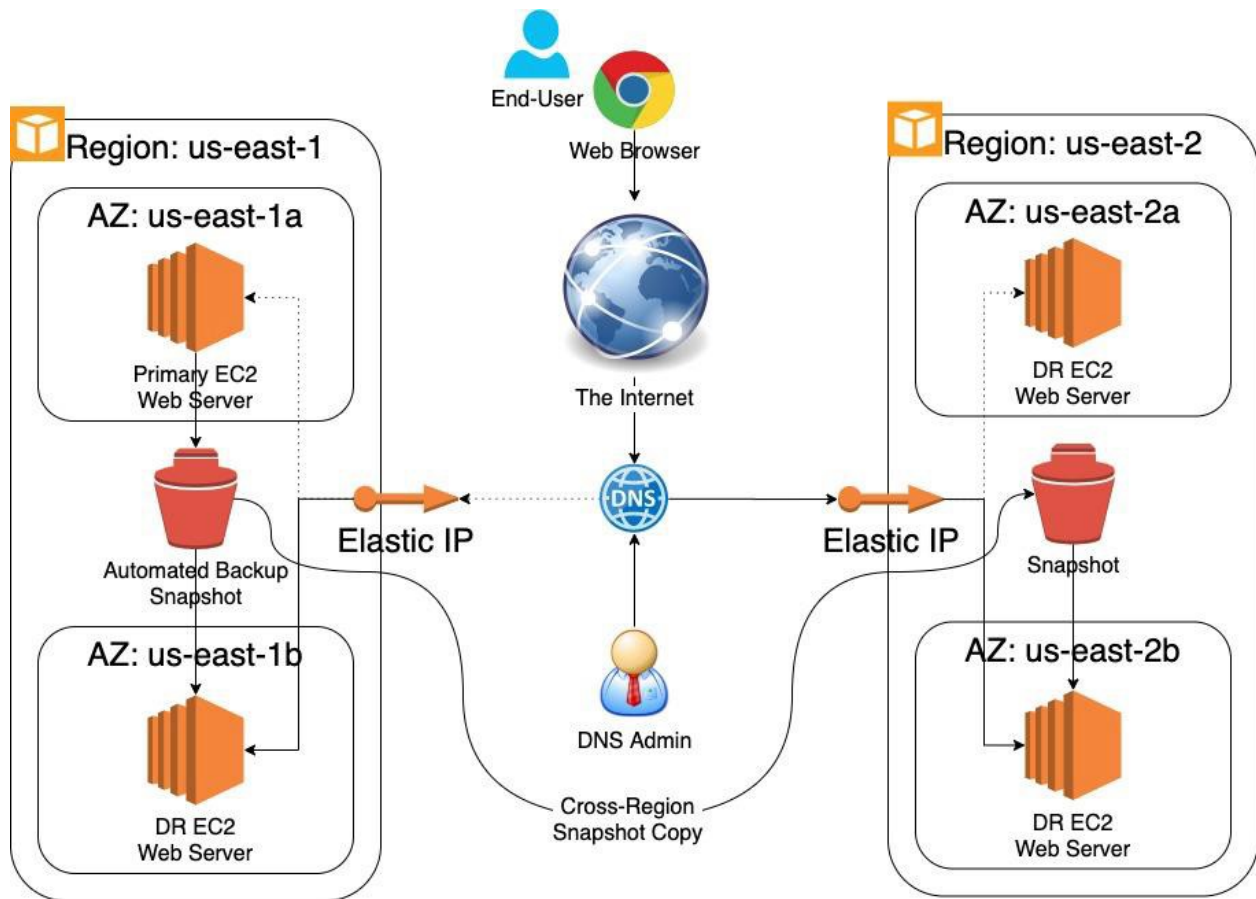 End-User
Web Browser
Region: us-east-1
AZ: us-east-1a
Primary EC2
Web Server
Automated Backup
Snapshot
AZ: us-east-1b
DR EC2
Web Server
The Internet
DNS
Elastic IP
Elastic IP
DNS Admin
Cross-Region
Snapshot Copy
Region: us-east-2
AZ: us-east-2a
DR EC2
Web Server
Snapshot
AZ: us-east-2b
DR EC2
Web Server